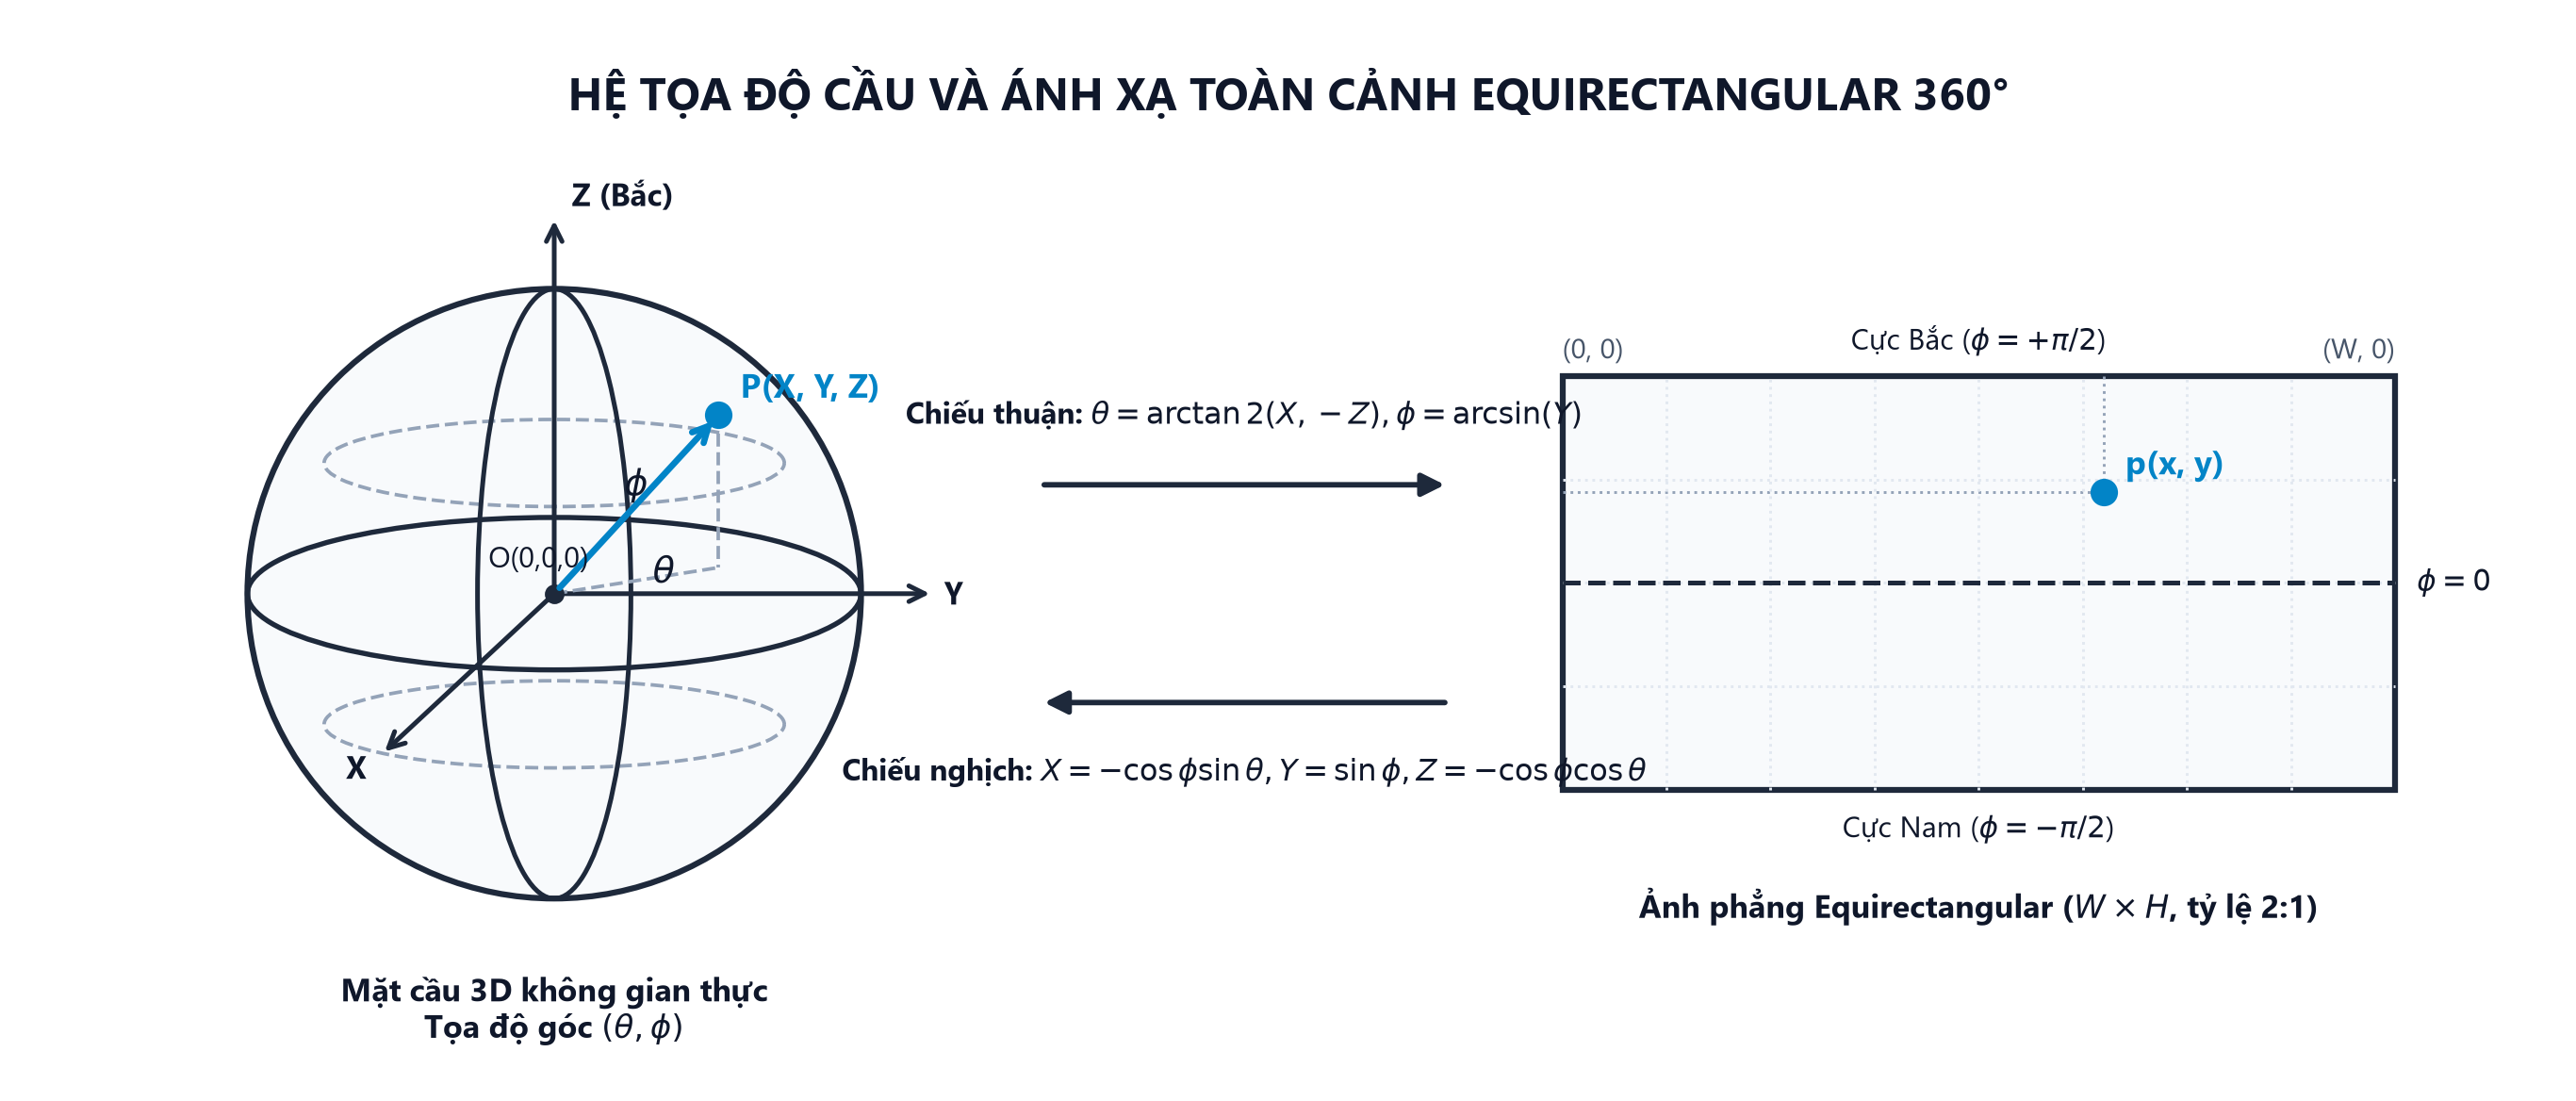 HỆ TỌA ĐỘ CẦU VÀ ÁNH XẠ TOÀN CẢNH EQUIRECTANGULAR 360°
Z (Bắc)
P(X, Y, Z)
ϕ
O(0,0,0)
θ
Y
X
Mặt cầu 3D không gian thực
Tọa độ góc (θ, ϕ)
Chiếu thuận: θ = arctan 2(X, −Z), ϕ = arcsin(Y)
Chiếu nghịch: X = −cos ϕ sin θ, Y = sin ϕ, Z = −cos ϕ cos θ
(0, 0)
Cực Bắc (ϕ = +π/2)
(W, 0)
p(x, y)
ϕ = 0
Cực Nam (ϕ = −π/2)
Ảnh phẳng Equirectangular (W × H, tỷ lệ 2:1)